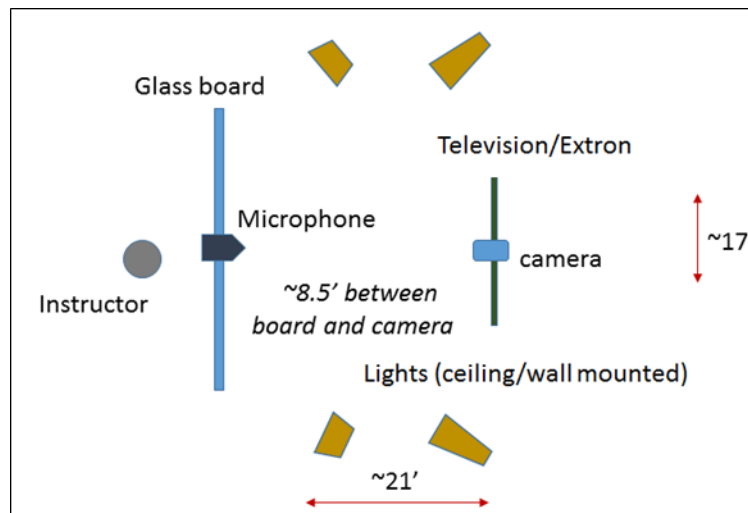 Glass board
Television/Extron
Microphone
~17
camera
Instructor
~8.5’ between
board and camera
Lights (ceiling/wall mounted)
~21’